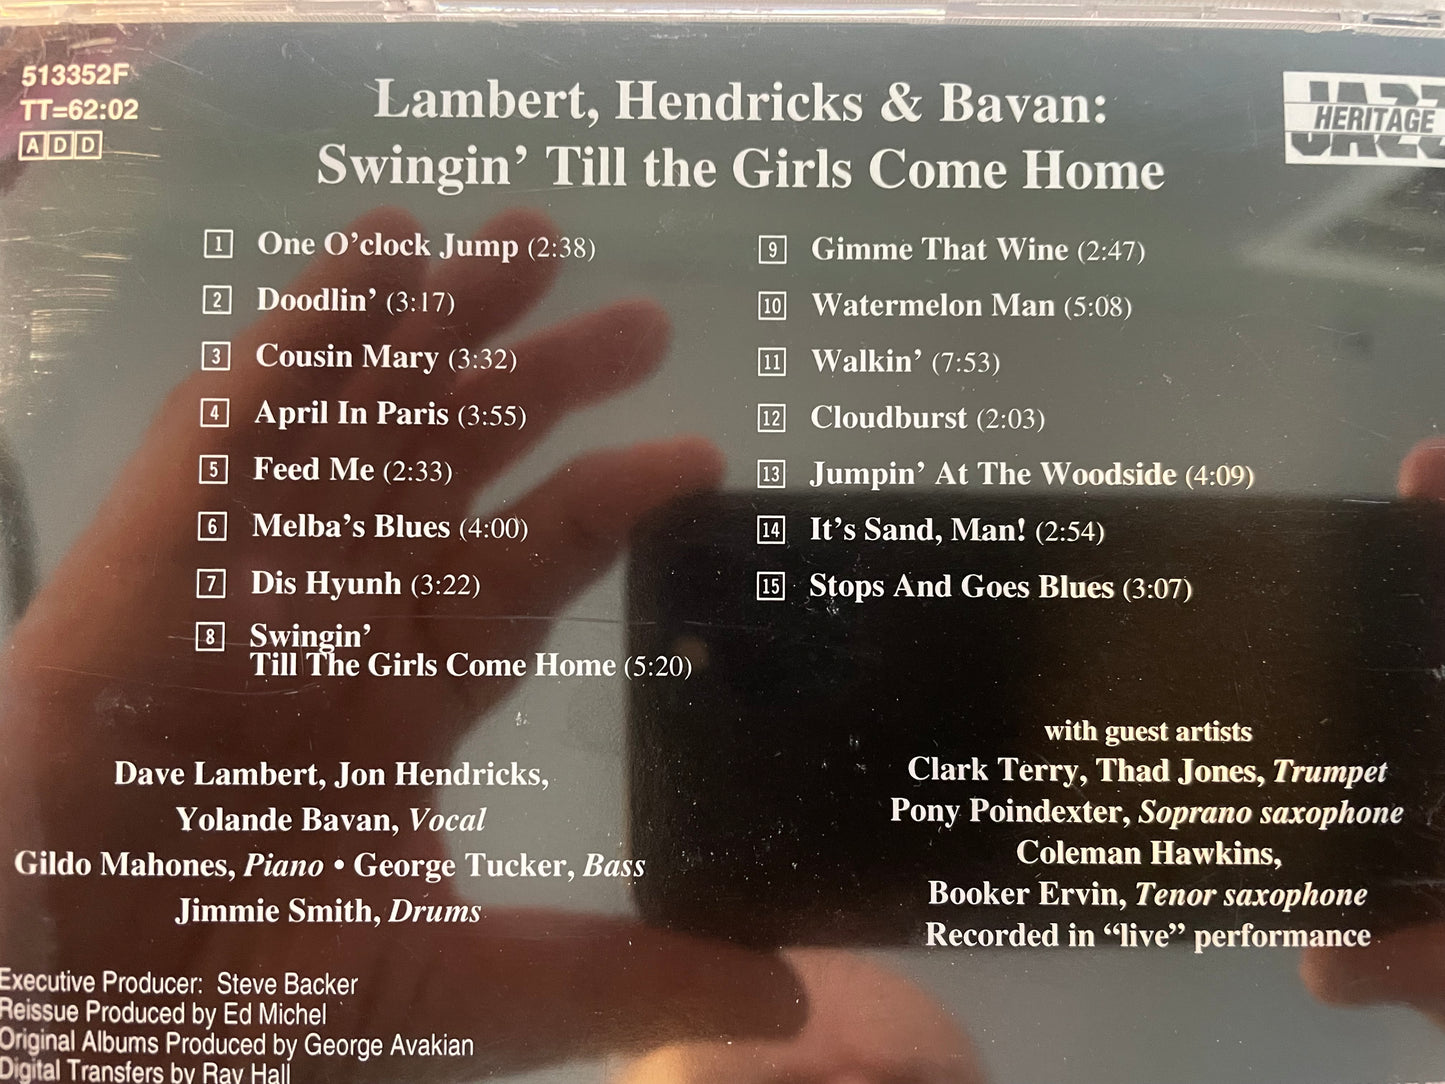 513352F
TT=62:02
A D D
Lambert, Hendricks & Bavan:
Swingin’ Till the Girls Come Home
JAZZ
HERITAGE
1 One O’clock Jump (2:38)
2 Doodlin’ (3:17)
3 Cousin Mary (3:32)
4 April In Paris (3:55)
5 Feed Me (2:33)
6 Melba’s Blues (4:00)
7 Dis Hyunh (3:22)
8 Swingin’
Till The Girls Come Home (5:20)
9 Gimme That Wine (2:47)
10 Watermelon Man (5:08)
11 Walkin’ (7:53)
12 Cloudburst (2:03)
13 Jumpin’ At The Woodside (4:09)
14 It’s Sand, Man! (2:54)
15 Stops And Goes Blues (3:07)
Dave Lambert, Jon Hendricks,
Yolande Bavan, Vocal
Gildo Mahones, Piano • George Tucker, Bass
Jimmie Smith, Drums
with guest artists
Clark Terry, Thad Jones, Trumpet
Pony Poindexter, Soprano saxophone
Coleman Hawkins,
Booker Ervin, Tenor saxophone
Recorded in “live” performance
Executive Producer: Steve Backer
Reissue Produced by Ed Michel
Original Albums Produced by George Avakian
Digital Transfers by Ray Hall